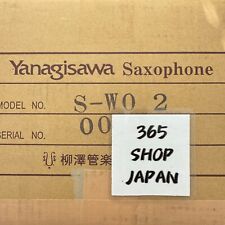 Yanagisawa Saxophone
MODEL NO. S-WO 2
SERIAL NO. 00
365
SHOP
JAPAN
柳澤管楽